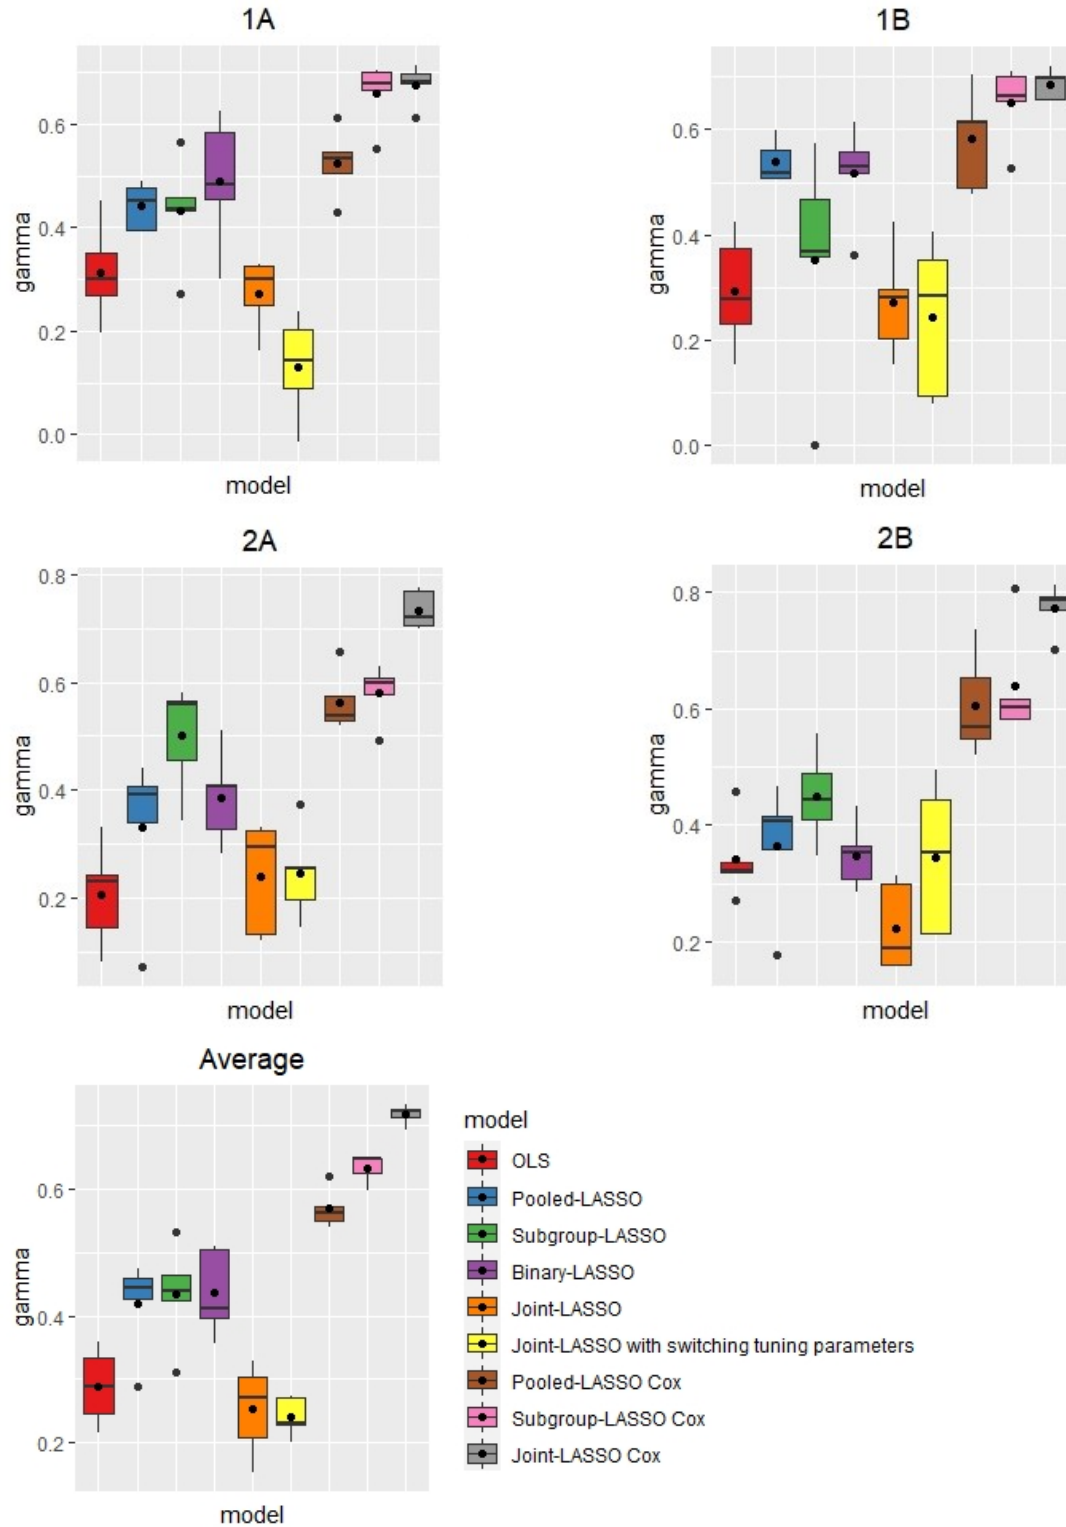 1A
gamma
0.6
0.4
0.2
0.0
model
1B
gamma
0.6
0.4
0.2
0.0
model
2A
gamma
0.8
0.6
0.4
0.2
model
2B
gamma
0.8
0.6
0.4
0.2
model
Average
gamma
0.6
0.4
0.2
model
model
OLS
Pooled-LASSO
Subgroup-LASSO
Binary-LASSO
Joint-LASSO
Joint-LASSO with switching tuning parameters
Pooled-LASSO Cox
Subgroup-LASSO Cox
Joint-LASSO Cox